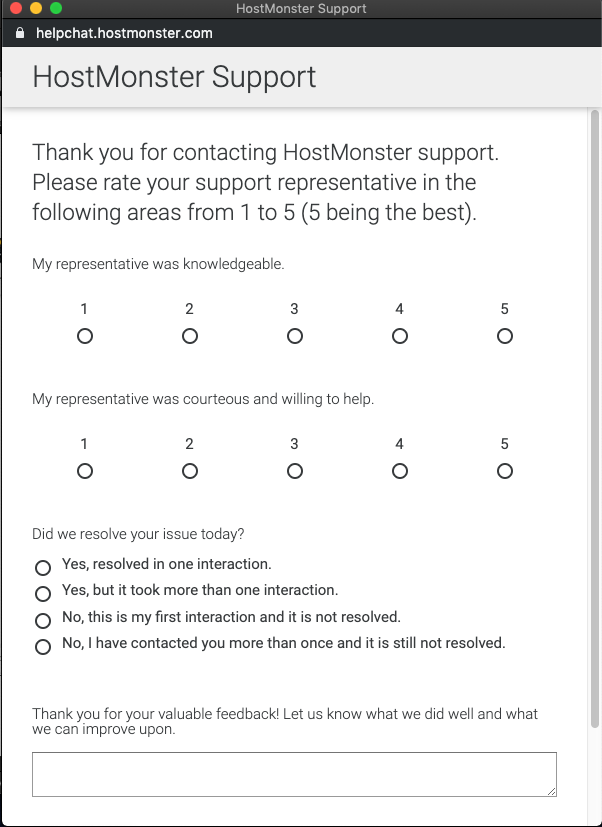 HostMonster Support
helpchat.hostmonster.com
HostMonster Support
Thank you for contacting HostMonster support.
Please rate your support representative in the
following areas from 1 to 5 (5 being the best).
My representative was knowledgeable.
1 2 3 4 5
My representative was courteous and willing to help.
1 2 3 4 5
Did we resolve your issue today?
Yes, resolved in one interaction.
Yes, but it took more than one interaction.
No, this is my first interaction and it is not resolved.
No, I have contacted you more than once and it is still not resolved.
Thank you for your valuable feedback! Let us know what we did well and what
we can improve upon.